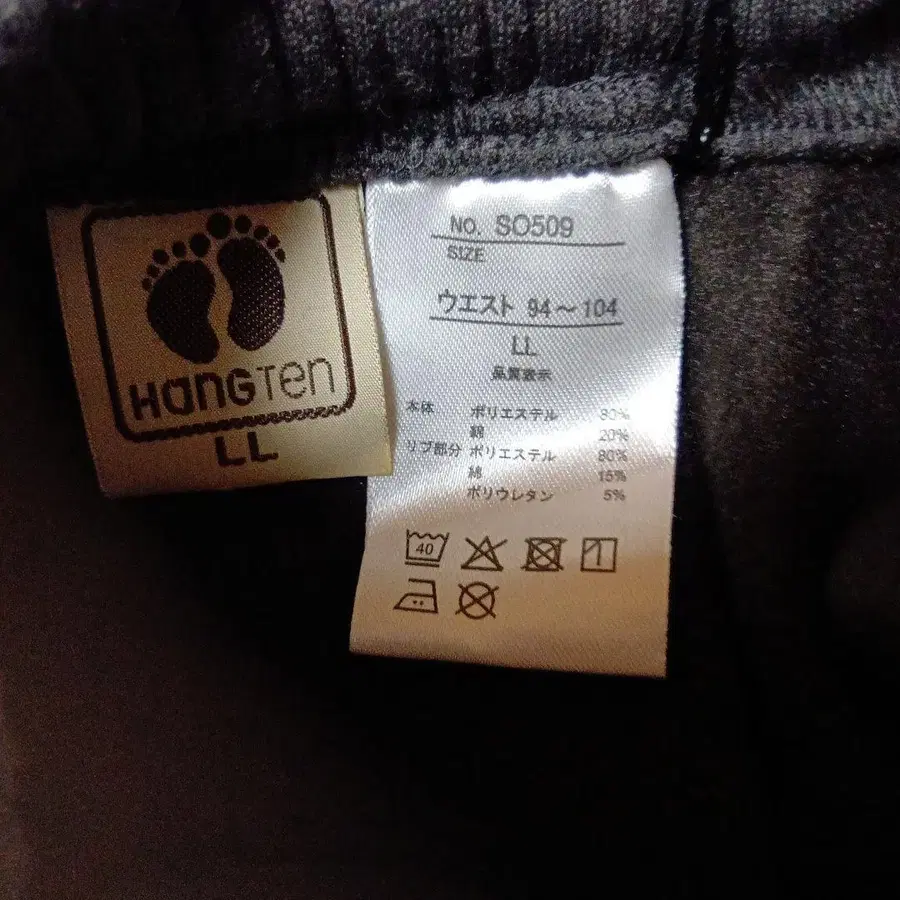 HANGTEN
LL
NO. SO509
SIZE
ウエスト 94～104
LL
品質表示
本体 ポリエステル 80%
綿 20%
リブ部分 ポリエステル 80%
綿 15%
ポリウレタン 5%
40